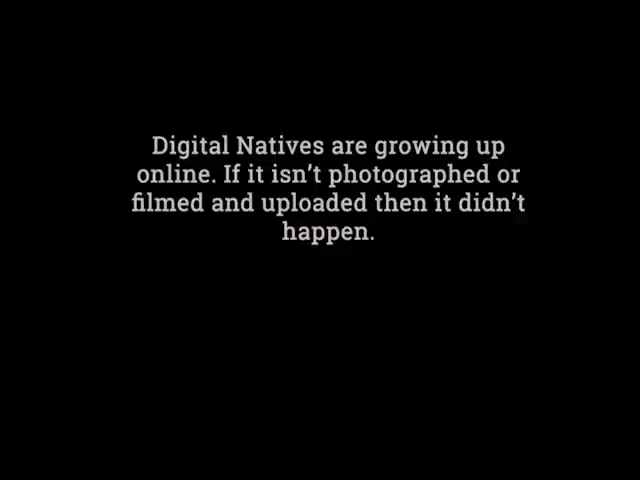 Digital Natives are growing up
online. If it isn’t photographed or
filmed and uploaded then it didn’t
happen.